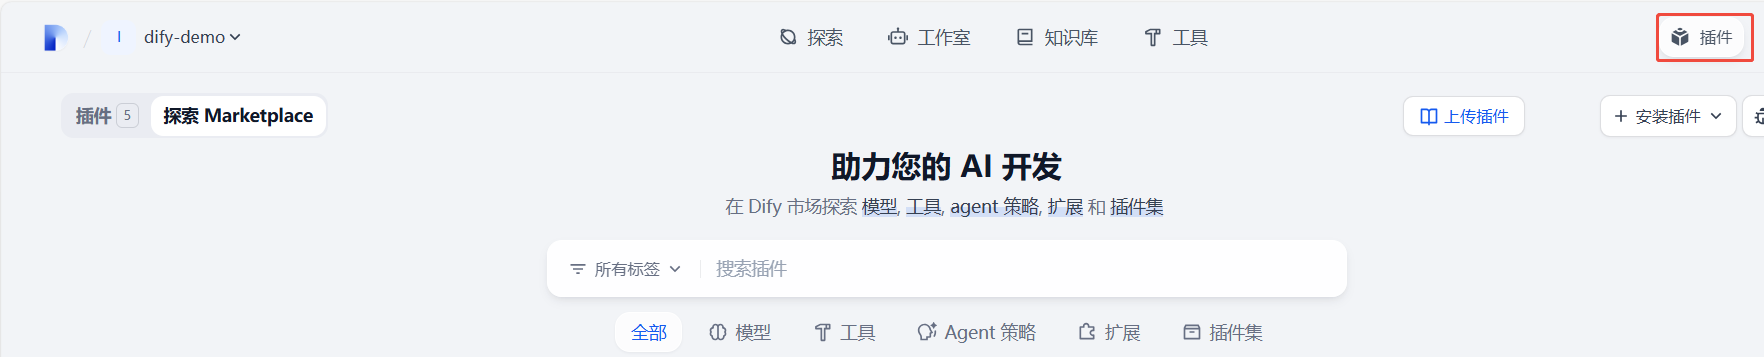 / I dify-demo 探索 工作室 知识库 工具 插件
插件 5 探索 Marketplace 上传插件 + 安装插件
助力您的 AI 开发
在 Dify 市场探索 模型, 工具, agent 策略, 扩展 和 插件集
所有标签 搜索插件
全部 模型 工具 Agent 策略 扩展 插件集